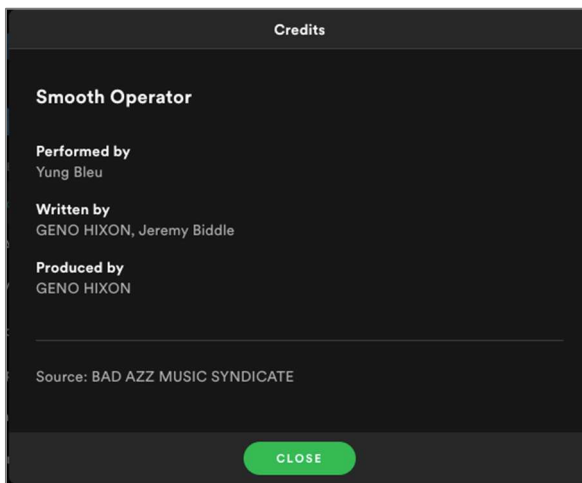 Credits
Smooth Operator
Performed by
Yung Bleu
Written by
GENO HIXON, Jeremy Biddle
Produced by
GENO HIXON
Source: BAD AZZ MUSIC SYNDICATE
CLOSE